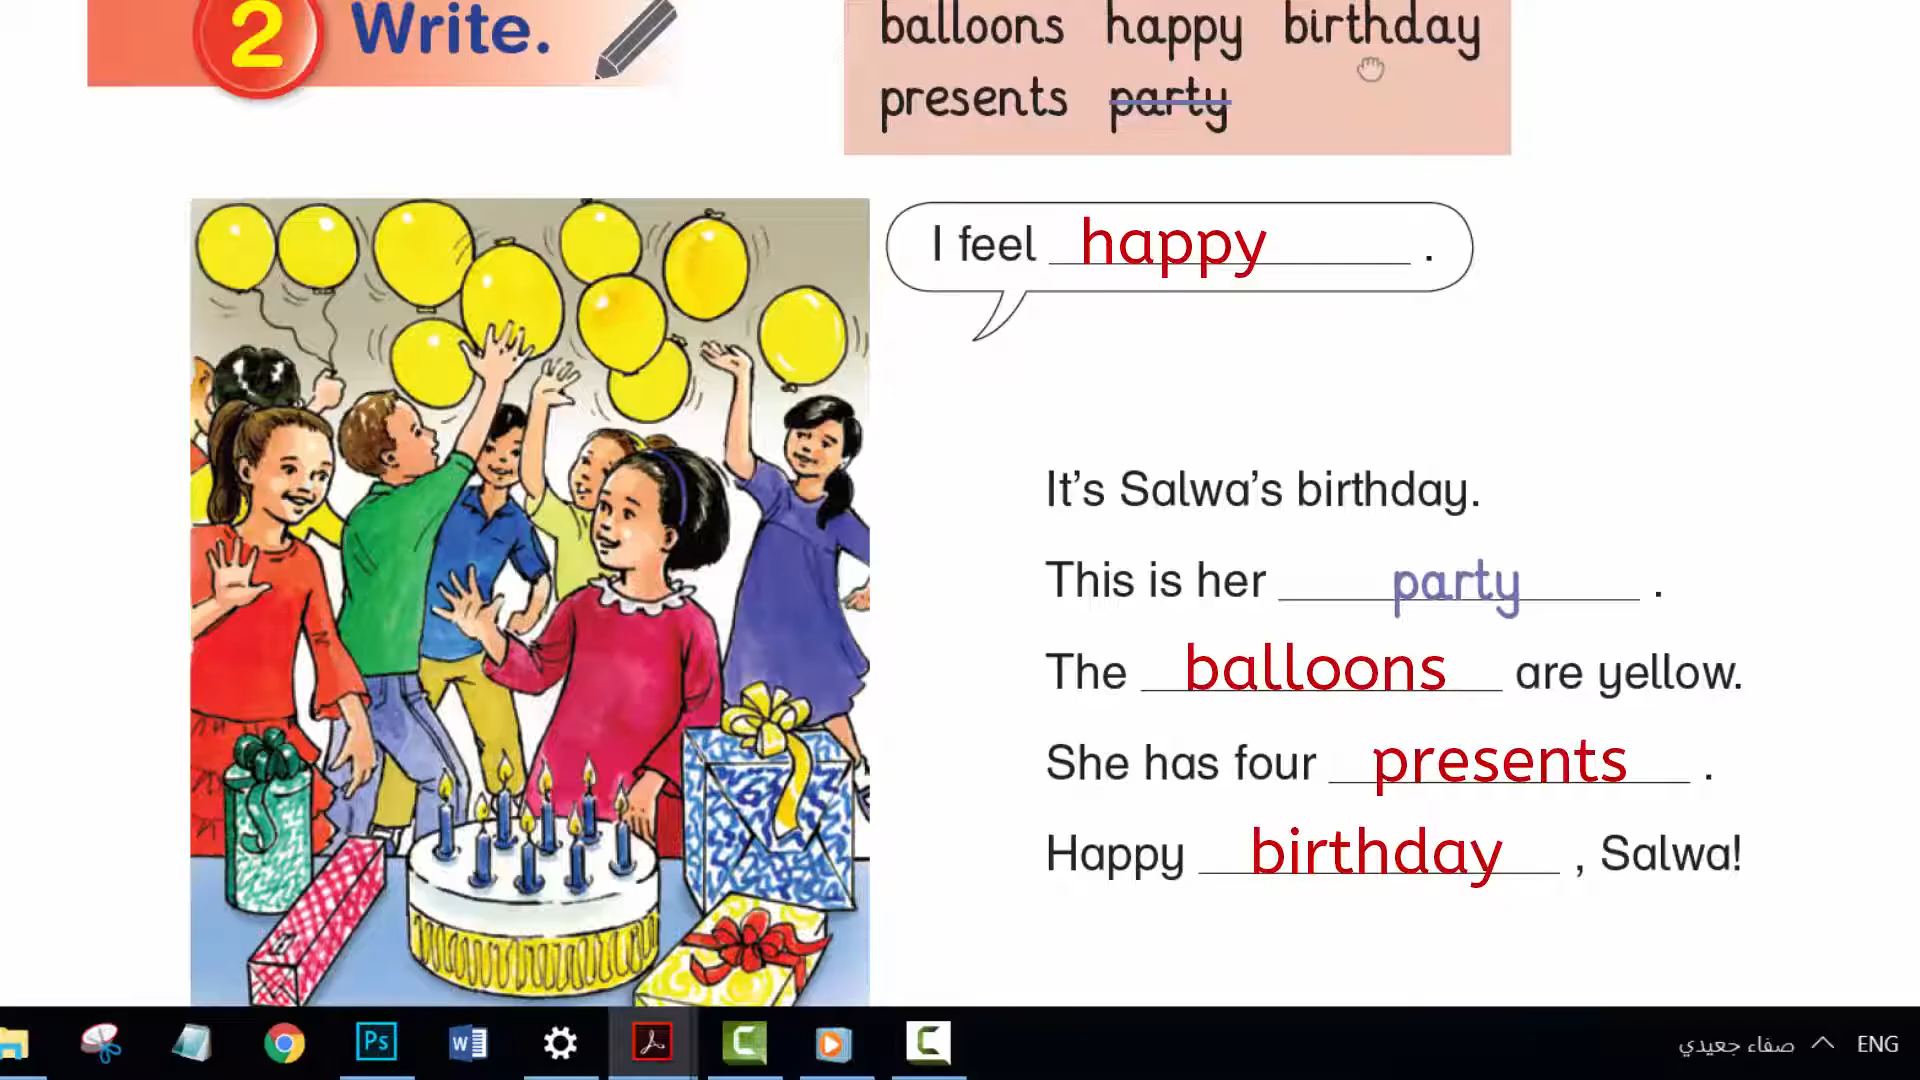 2 Write.
balloons happy birthday
presents party
I feel happy .
It's Salwa's birthday.
This is her party .
The balloons are yellow.
She has four presents .
Happy birthday , Salwa!
Ps W صفاء جعيدي ENG